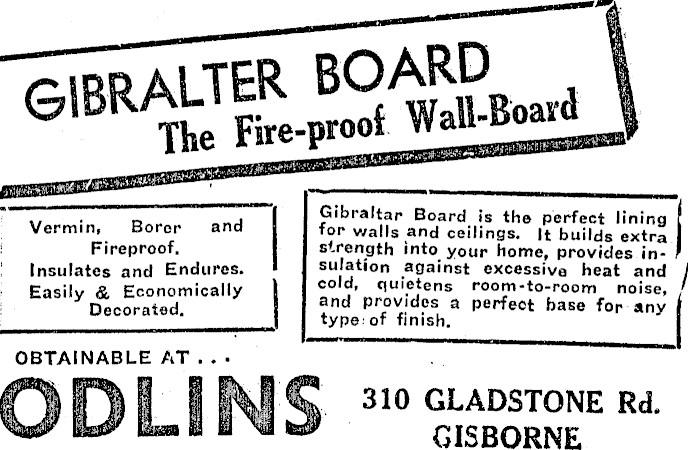 GIBRALTER BOARD
The Fire-proof Wall-Board
Vermin, Borer and
Fireproof.
Insulates and Endures.
Easily & Economically
Decorated.
Gibraltar Board is the perfect lining
for walls and ceilings. It builds extra
strength into your home, provides in-
sulation against excessive heat and
cold, quietens room-to-room noise,
and provides a perfect base for any
type of finish.
OBTAINABLE AT . . .
ODLINS
310 GLADSTONE Rd.
GISBORNE